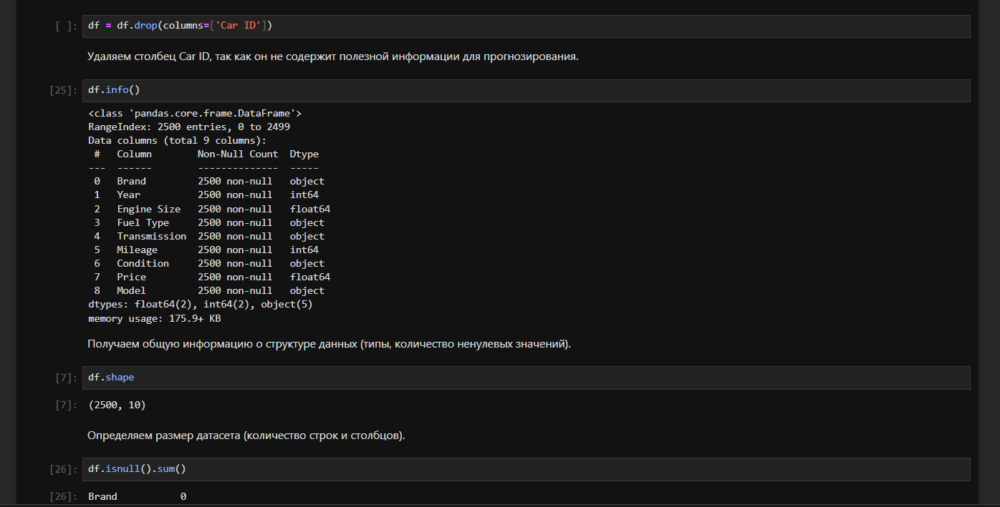 [ ]: df = df.drop(columns=['Car ID'])
Удаляем столбец Car ID, так как он не содержит полезной информации для прогнозирования.
[25]: df.info()
<class 'pandas.core.frame.DataFrame'>
RangeIndex: 2500 entries, 0 to 2499
Data columns (total 9 columns):
 #   Column        Non-Null Count  Dtype
---  ------        --------------  -----
 0   Brand         2500 non-null   object
 1   Year          2500 non-null   int64
 2   Engine Size   2500 non-null   float64
 3   Fuel Type     2500 non-null   object
 4   Transmission  2500 non-null   object
 5   Mileage       2500 non-null   int64
 6   Condition     2500 non-null   object
 7   Price         2500 non-null   float64
 8   Model         2500 non-null   object
dtypes: float64(2), int64(2), object(5)
memory usage: 175.9+ KB
Получаем общую информацию о структуре данных (типы, количество ненулевых значений).
[7]: df.shape
[7]: (2500, 10)
Определяем размер датасета (количество строк и столбцов).
[26]: df.isnull().sum()
[26]: Brand           0